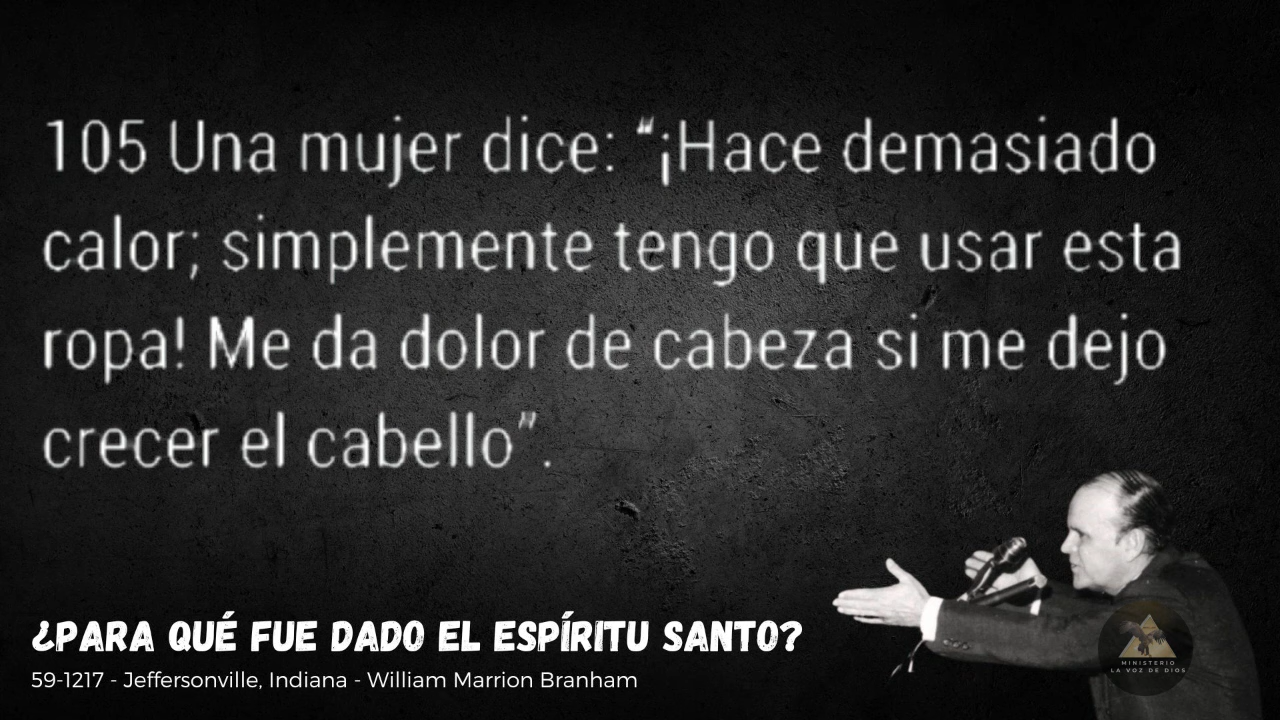 105 Una mujer dice: “¡Hace demasiado
calor; simplemente tengo que usar esta
ropa! Me da dolor de cabeza si me dejo
crecer el cabello”.
¿PARA QUÉ FUE DADO EL ESPÍRITU SANTO?
59-1217 - Jeffersonville, Indiana - William Marrion Branham
MINISTERIO
LA VOZ DE DIOS